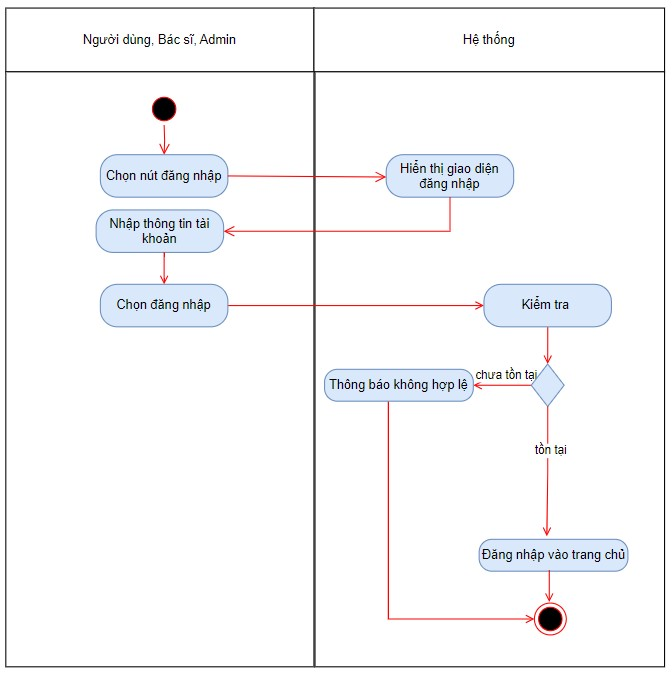 Người dùng, Bác sĩ, Admin
Hệ thống
Chọn nút đăng nhập
Hiển thị giao diện
đăng nhập
Nhập thông tin tài
khoản
Chọn đăng nhập
Kiểm tra
chưa tồn tại
Thông báo không hợp lệ
tồn tại
Đăng nhập vào trang chủ